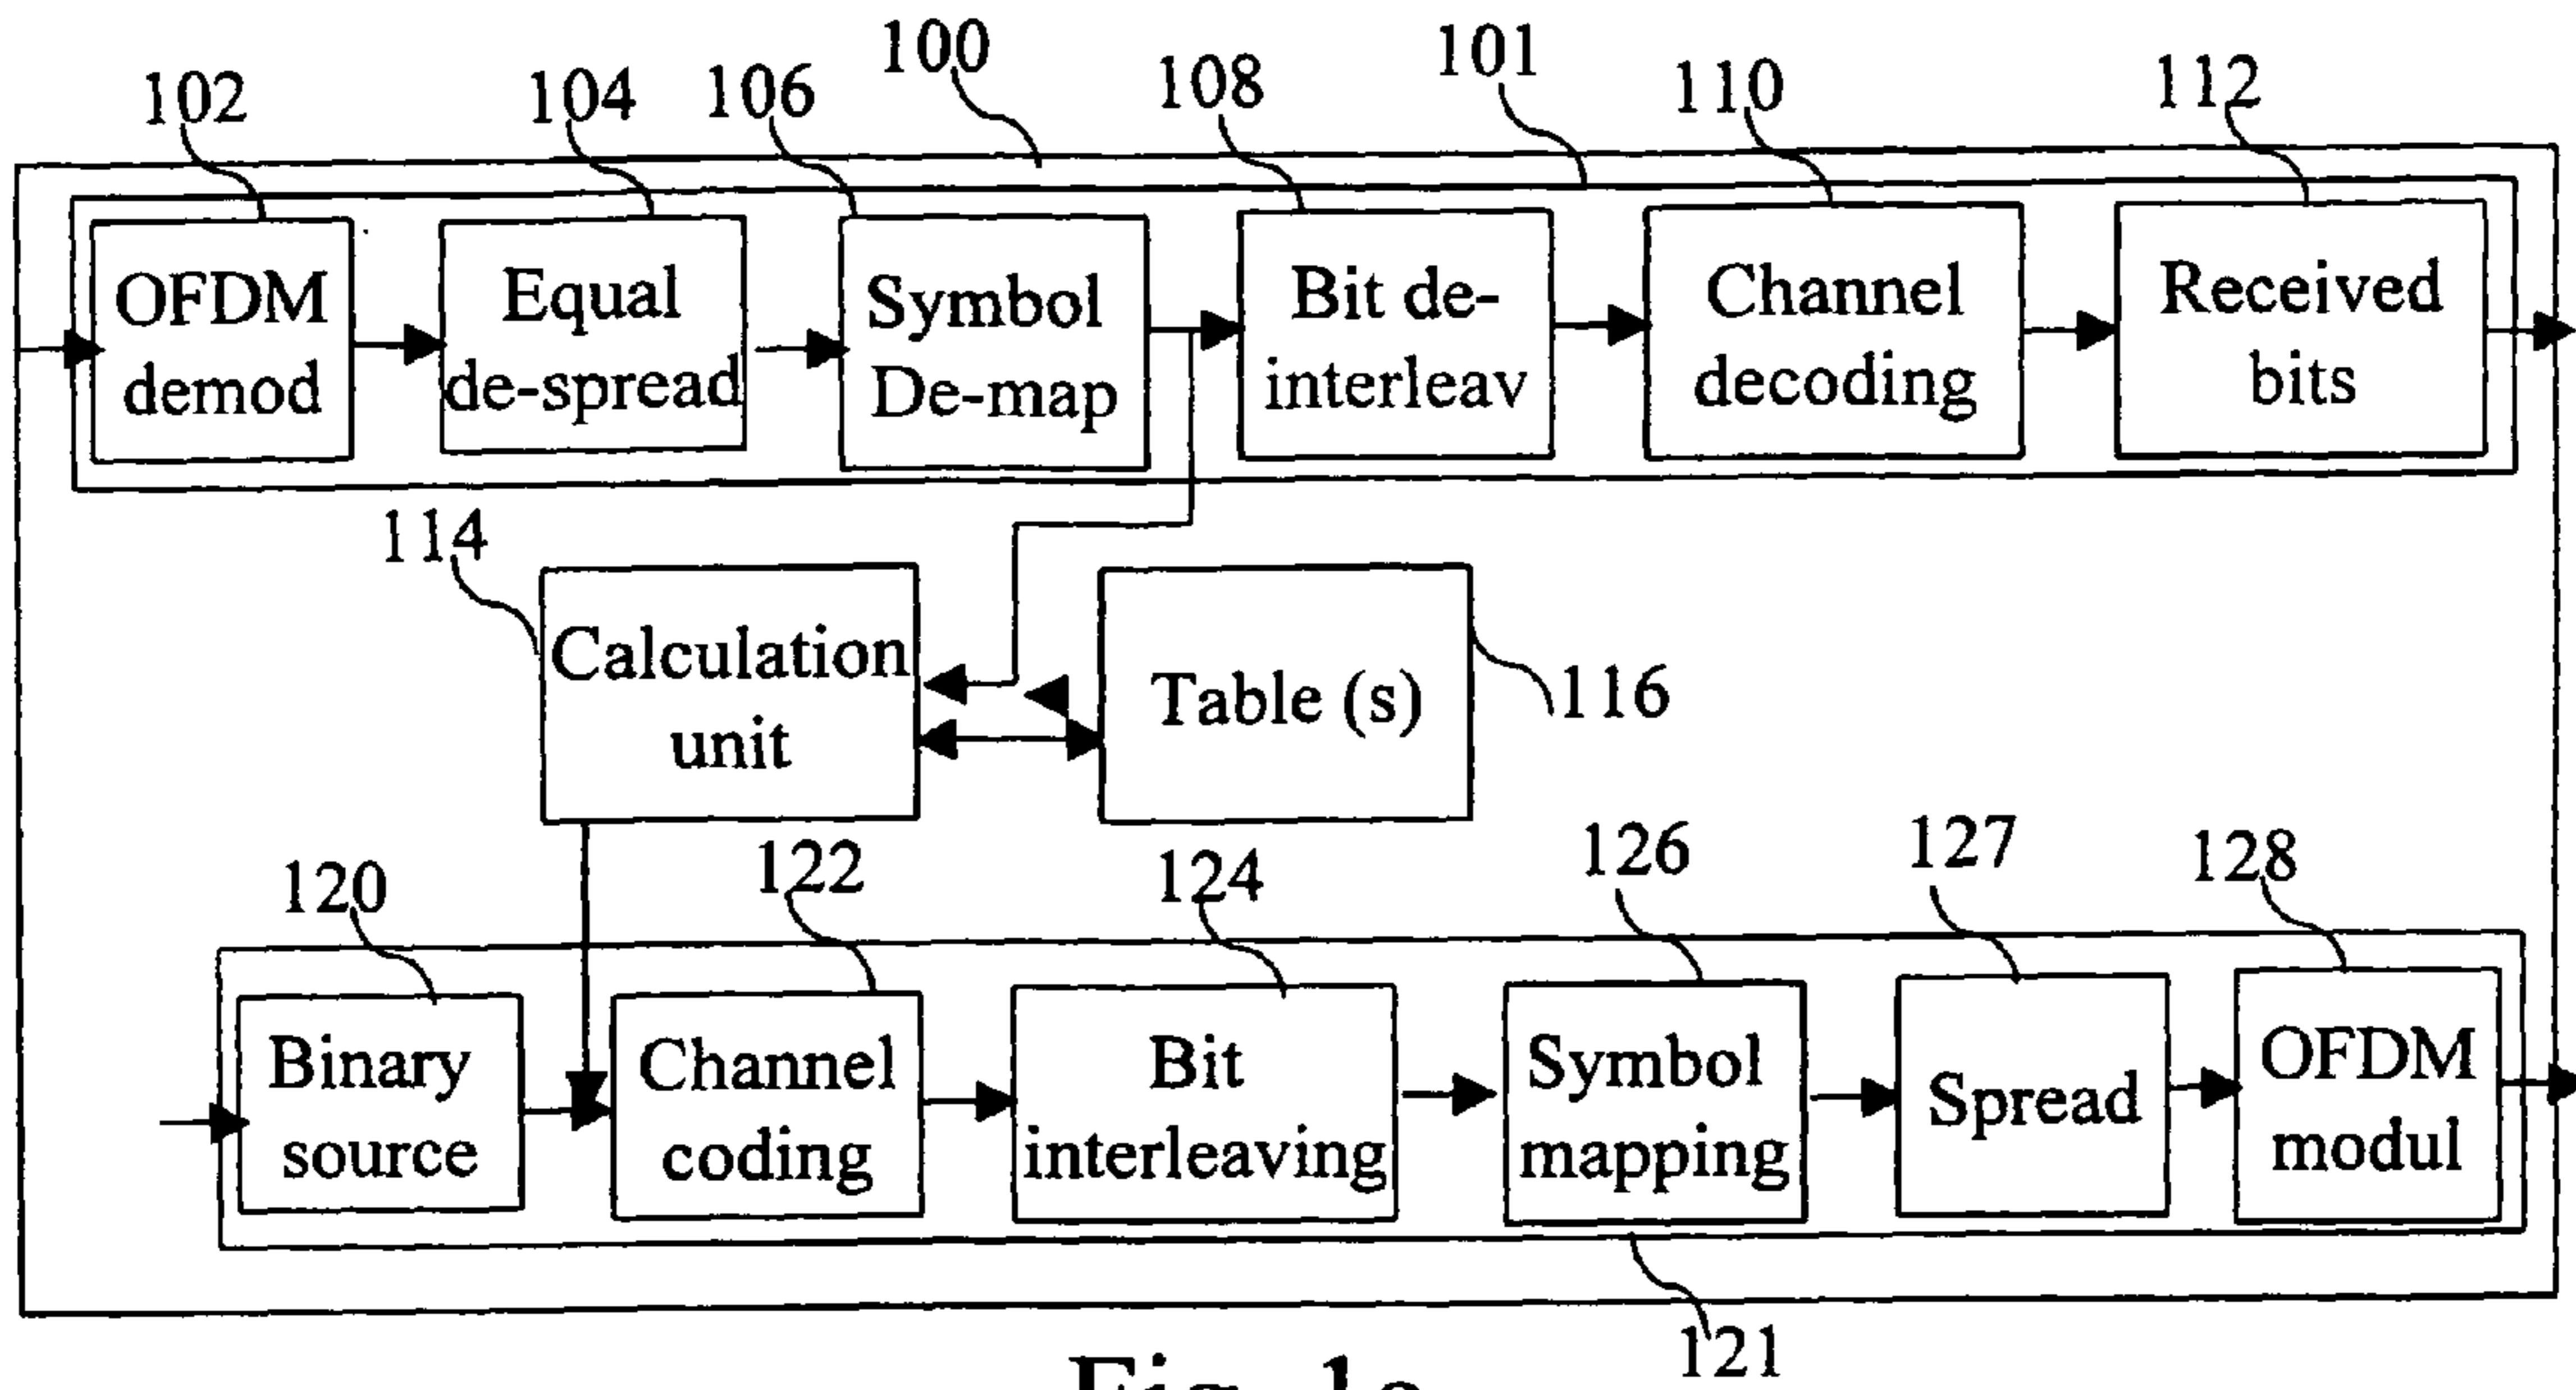 100
101
102
104
106
108
110
112
OFDM
demod
Equal
de-spread
Symbol
De-map
Bit de-
interleav
Channel
decoding
Received
bits
114
Calculation
unit
Table (s)
116
120
122
124
126
127
128
Binary
source
Channel
coding
Bit
interleaving
Symbol
mapping
Spread
OFDM
modul
121